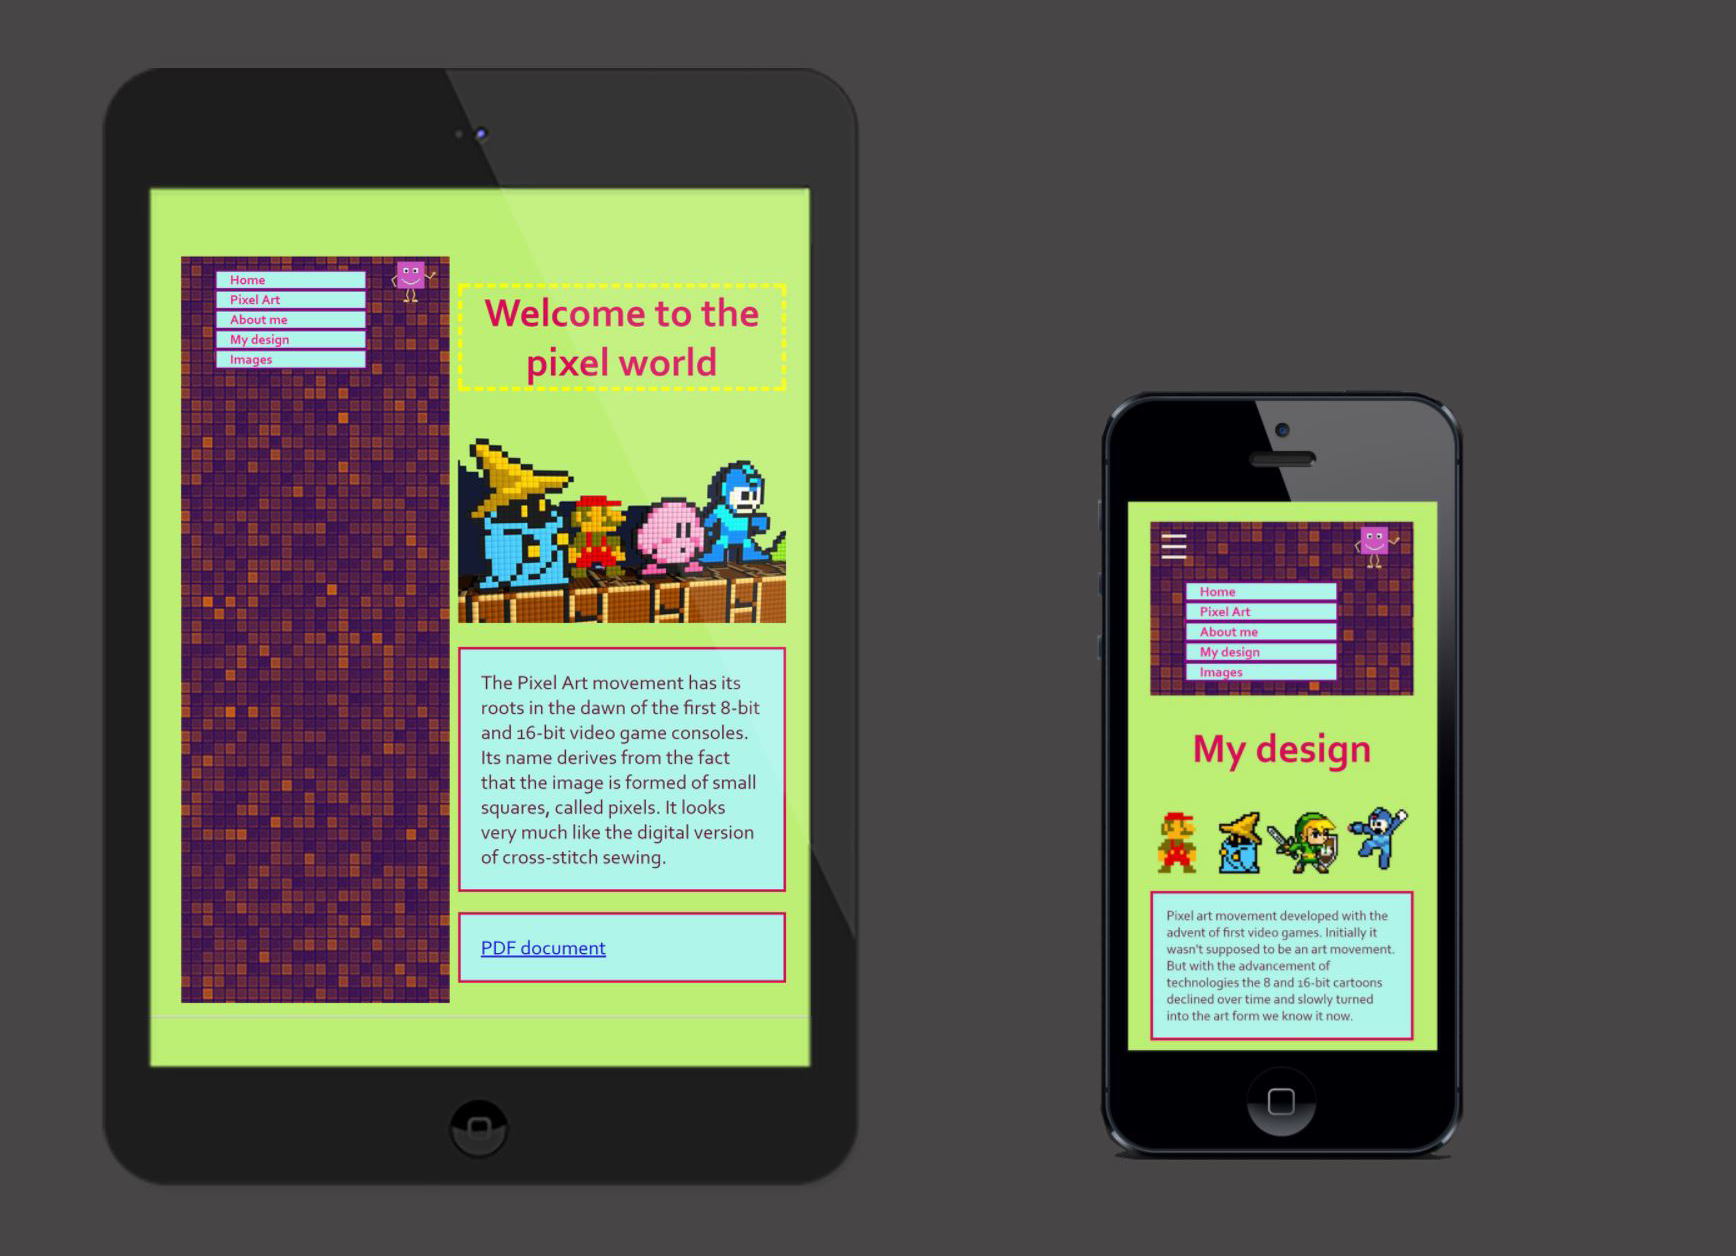 Home
Pixel Art
About me
My design
Images
Welcome to the
pixel world
The Pixel Art movement has its
roots in the dawn of the first 8-bit
and 16-bit video game consoles.
Its name derives from the fact
that the image is formed of small
squares, called pixels. It looks
very much like the digital version
of cross-stitch sewing.
PDF document
Home
Pixel Art
About me
My design
Images
My design
Pixel art movement developed with the
advent of first video games. Initially it
wasn't supposed to be an art movement.
But with the advancement of
technologies the 8 and 16-bit cartoons
declined over time and slowly turned
into the art form we know it now.